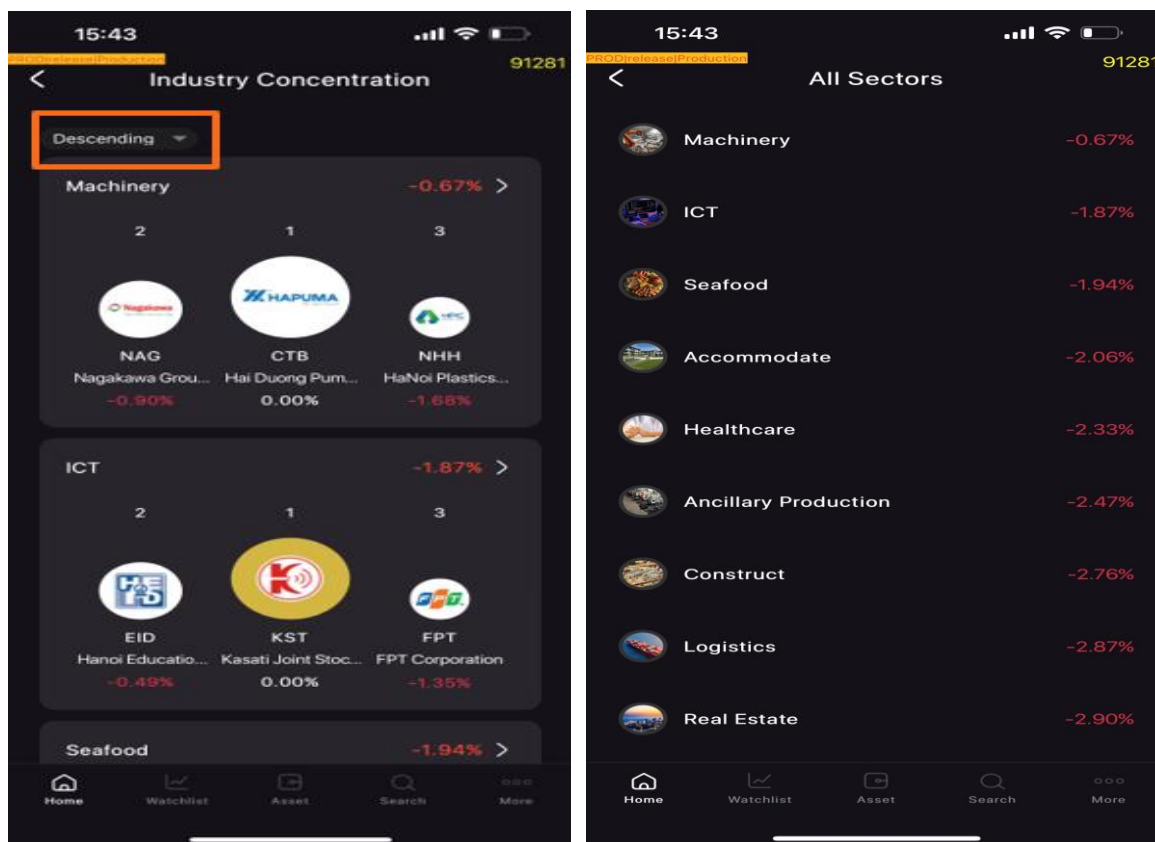 15:43
PROD|release|Production
91281
Industry Concentration
Descending
Machinery -0.67%
2 1 3
Nagakawa HAPUMA HPC
NAG CTB NHH
Nagakawa Grou... Hai Duong Pum... HaNoi Plastics...
-0.90% 0.00% -1.68%
ICT -1.87%
2 1 3
HEID K FPT
EID KST FPT
Hanoi Educatio... Kasati Joint Stoc... FPT Corporation
-0.49% 0.00% -1.35%
Seafood -1.94%
Home Watchlist Asset Search More
15:43
PROD|release|Production
9128
All Sectors
Machinery -0.67%
ICT -1.87%
Seafood -1.94%
Accommodate -2.06%
Healthcare -2.33%
Ancillary Production -2.47%
Construct -2.76%
Logistics -2.87%
Real Estate -2.90%
Home Watchlist Asset Search More